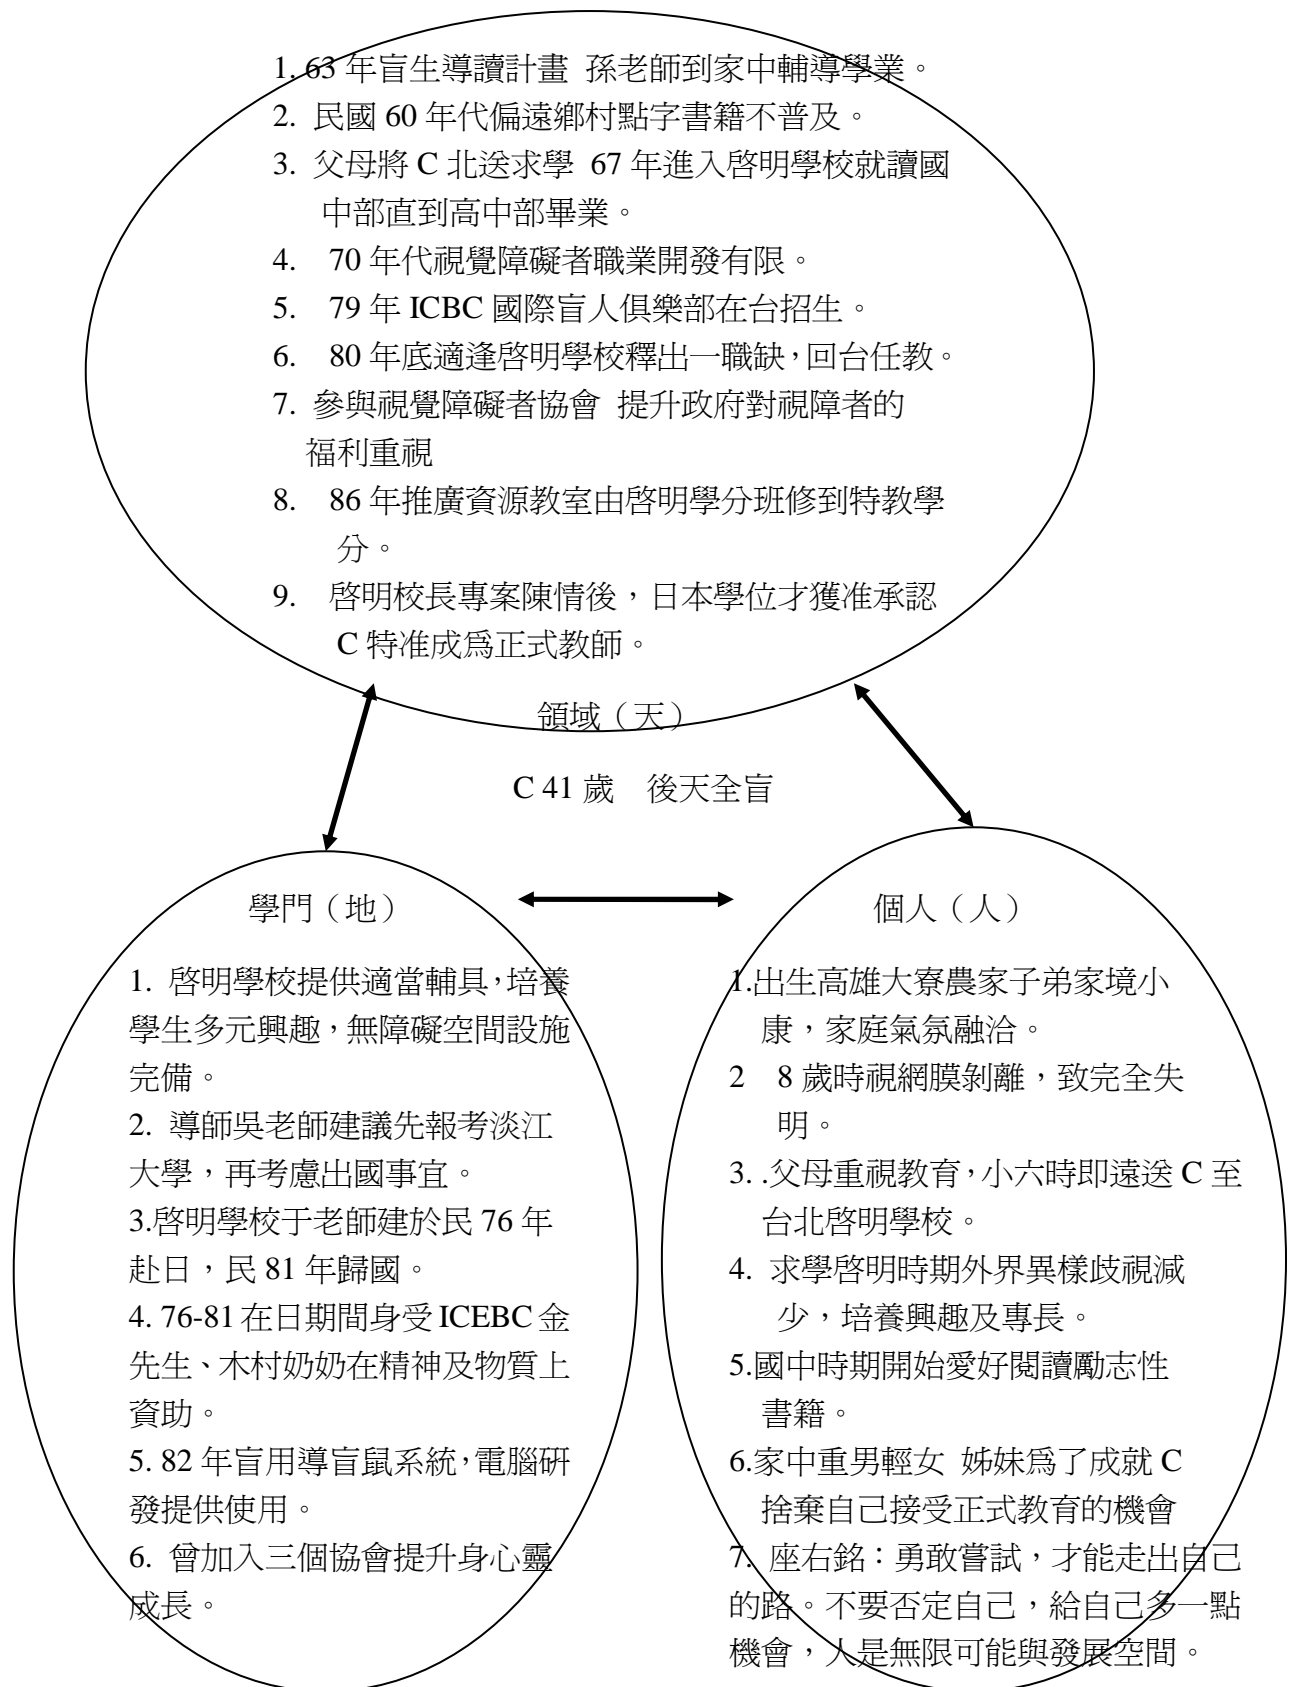 1. 63 年盲生導讀計畫 孫老師到家中輔導學業。
2. 民國 60 年代偏遠鄉村點字書籍不普及。
3. 父母將 C 北送求學 67 年進入啓明學校就讀國
中部直到高中部畢業。
4. 70 年代視覺障礙者職業開發有限。
5. 79 年 ICBC 國際盲人俱樂部在台招生。
6. 80 年底適逢啓明學校釋出一職缺,回台任教。
7. 參與視覺障礙者協會 提升政府對視障者的
福利重視
8. 86 年推廣資源教室由啓明學分班修到特教學
分。
9. 啓明校長專案陳情後,日本學位才獲准承認
C 特准成爲正式教師。
領域(天)
C 41 歲 後天全盲
學門(地)
1. 啓明學校提供適當輔具,培養
學生多元興趣,無障礙空間設施
完備。
2. 導師吳老師建議先報考淡江
大學,再考慮出國事宜。
3.啓明學校于老師建於民 76 年
赴日,民 81 年歸國。
4. 76-81 在日期間身受 ICEBC 金
先生、木村奶奶在精神及物質上
資助。
5. 82 年盲用導盲鼠系統,電腦研
發提供使用。
6. 曾加入三個協會提升身心靈
成長。
個人(人)
1.出生高雄大寮農家子弟家境小
康,家庭氣氛融洽。
2 8 歲時視網膜剝離,致完全失
明。
3. .父母重視教育,小六時即遠送 C 至
台北啓明學校。
4. 求學啓明時期外界異樣歧視減
少,培養興趣及專長。
5.國中時期開始愛好閱讀勵志性
書籍。
6.家中重男輕女 姊妹爲了成就 C
捨棄自己接受正式教育的機會
7. 座右銘:勇敢嘗試,才能走出自己
的路。不要否定自己,給自己多一點
機會,人是無限可能與發展空間。